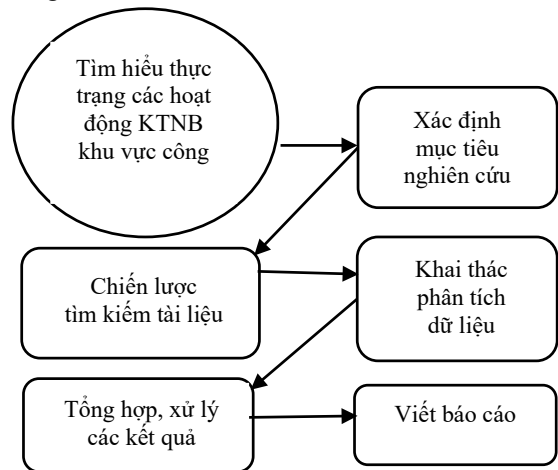 Tìm hiểu thực
trạng các hoạt
động KTNB
khu vực công
Xác định
mục tiêu
nghiên cứu
Chiến lược
tìm kiếm tài liệu
Khai thác
phân tích
dữ liệu
Tổng hợp, xử lý
các kết quả
Viết báo cáo